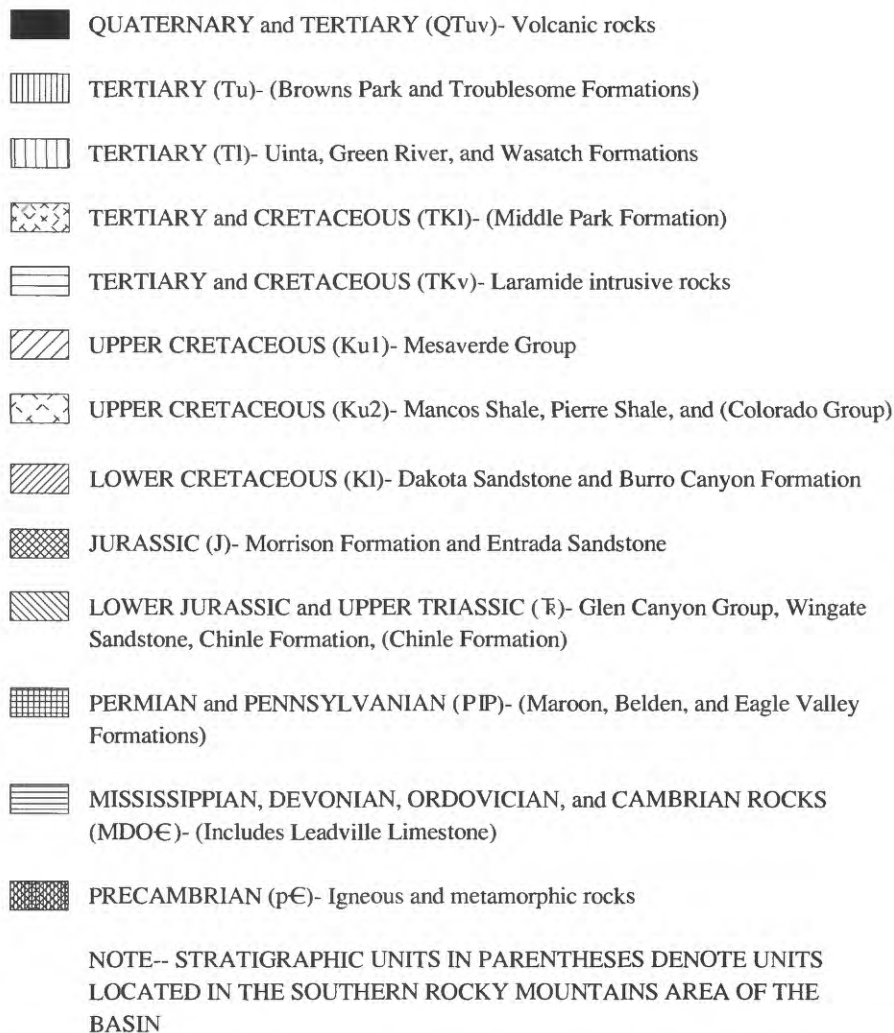 QUATERNARY and TERTIARY (QTuv)- Volcanic rocks
TERTIARY (Tu)- (Browns Park and Troublesome Formations)
TERTIARY (Tl)- Uinta, Green River, and Wasatch Formations
TERTIARY and CRETACEOUS (TKl)- (Middle Park Formation)
TERTIARY and CRETACEOUS (TKv)- Laramide intrusive rocks
UPPER CRETACEOUS (Ku1)- Mesaverde Group
UPPER CRETACEOUS (Ku2)- Mancos Shale, Pierre Shale, and (Colorado Group)
LOWER CRETACEOUS (Kl)- Dakota Sandstone and Burro Canyon Formation
JURASSIC (J)- Morrison Formation and Entrada Sandstone
LOWER JURASSIC and UPPER TRIASSIC (Ŧ)- Glen Canyon Group, Wingate
Sandstone, Chinle Formation, (Chinle Formation)
PERMIAN and PENNSYLVANIAN (PIP)- (Maroon, Belden, and Eagle Valley
Formations)
MISSISSIPPIAN, DEVONIAN, ORDOVICIAN, and CAMBRIAN ROCKS
(MDO€)- (Includes Leadville Limestone)
PRECAMBRIAN (p€)- Igneous and metamorphic rocks
NOTE-- STRATIGRAPHIC UNITS IN PARENTHESES DENOTE UNITS
LOCATED IN THE SOUTHERN ROCKY MOUNTAINS AREA OF THE
BASIN